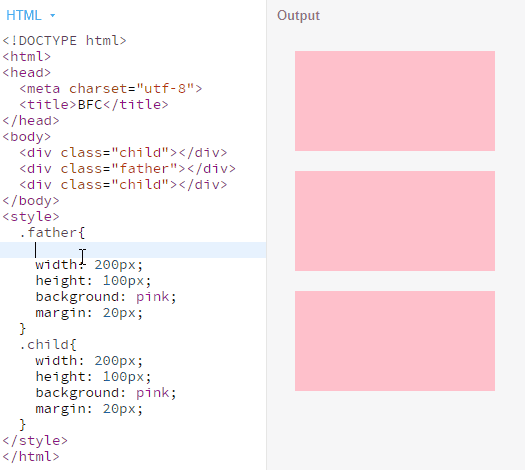 HTML
Output
<!DOCTYPE html>
<html>
<head>
  <meta charset="utf-8">
  <title>BFC</title>
</head>
<body>
  <div class="child"></div>
  <div class="father"></div>
  <div class="child"></div>
</body>
<style>
  .father{
    width: 200px;
    height: 100px;
    background: pink;
    margin: 20px;
  }
  .child{
    width: 200px;
    height: 100px;
    background: pink;
    margin: 20px;
  }
</style>
</html>